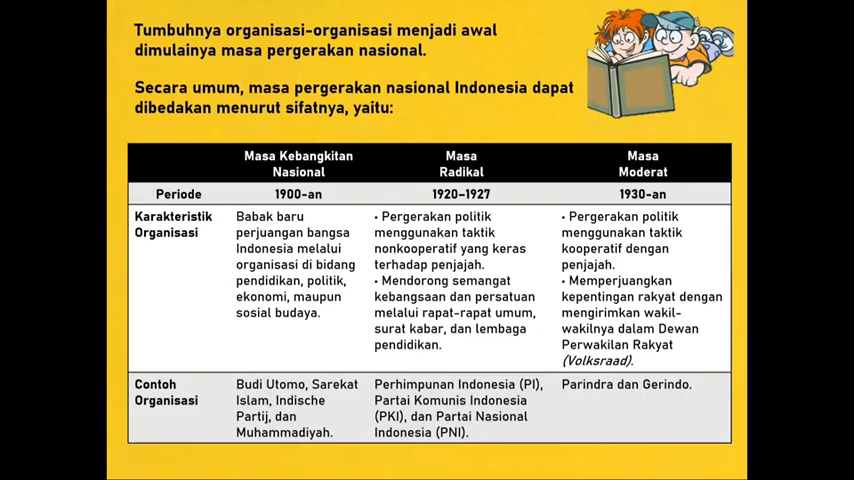 Tumbuhnya organisasi-organisasi menjadi awal
dimulainya masa pergerakan nasional.
Secara umum, masa pergerakan nasional Indonesia dapat
dibedakan menurut sifatnya, yaitu:
Masa Kebangkitan
Nasional
Masa
Radikal
Masa
Moderat
Periode
1900-an
1920–1927
1930-an
Karakteristik
Organisasi
Babak baru
perjuangan bangsa
Indonesia melalui
organisasi di bidang
pendidikan, politik,
ekonomi, maupun
sosial budaya.
• Pergerakan politik
menggunakan taktik
nonkooperatif yang keras
terhadap penjajah.
• Mendorong semangat
kebangsaan dan persatuan
melalui rapat-rapat umum,
surat kabar, dan lembaga
pendidikan.
• Pergerakan politik
menggunakan taktik
kooperatif dengan
penjajah.
• Memperjuangkan
kepentingan rakyat dengan
mengirimkan wakil-
wakilnya dalam Dewan
Perwakilan Rakyat
(Volksraad).
Contoh
Organisasi
Budi Utomo, Sarekat
Islam, Indische
Partij, dan
Muhammadiyah.
Perhimpunan Indonesia (PI),
Partai Komunis Indonesia
(PKI), dan Partai Nasional
Indonesia (PNI).
Parindra dan Gerindo.